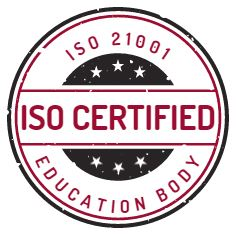 ISO 21001
ISO CERTIFIED
EDUCATION BODY